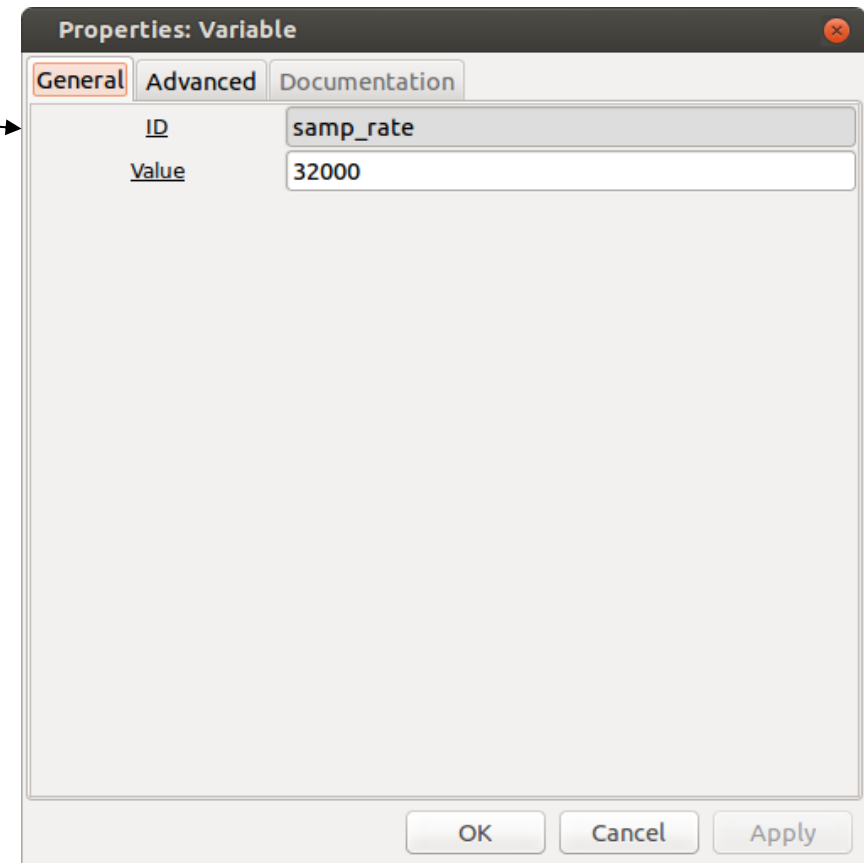 Properties: Variable
General Advanced Documentation
ID samp_rate
Value 32000
OK Cancel Apply